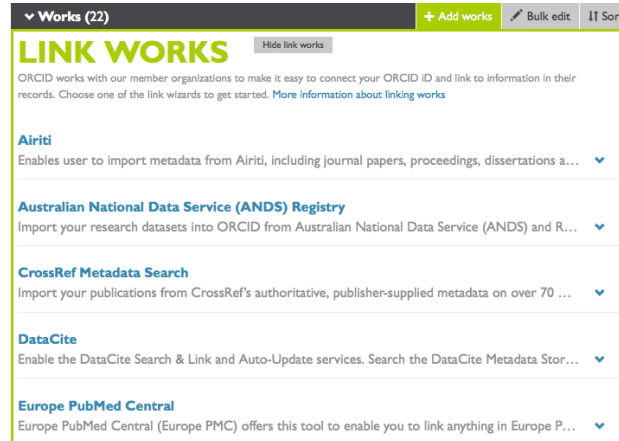 Works (22)
+ Add works
Bulk edit
Sor
LINK WORKS
Hide link works
ORCID works with our member organizations to make it easy to connect your ORCID iD and link to information in their
records. Choose one of the link wizards to get started. More information about linking works
Airiti
Enables user to import metadata from Airiti, including journal papers, proceedings, dissertations a...
Australian National Data Service (ANDS) Registry
Import your research datasets into ORCID from Australian National Data Service (ANDS) and R...
CrossRef Metadata Search
Import your publications from CrossRef's authoritative, publisher-supplied metadata on over 70 ...
DataCite
Enable the DataCite Search & Link and Auto-Update services. Search the DataCite Metadata Stor...
Europe PubMed Central
Europe PubMed Central (Europe PMC) offers this tool to enable you to link anything in Europe P...